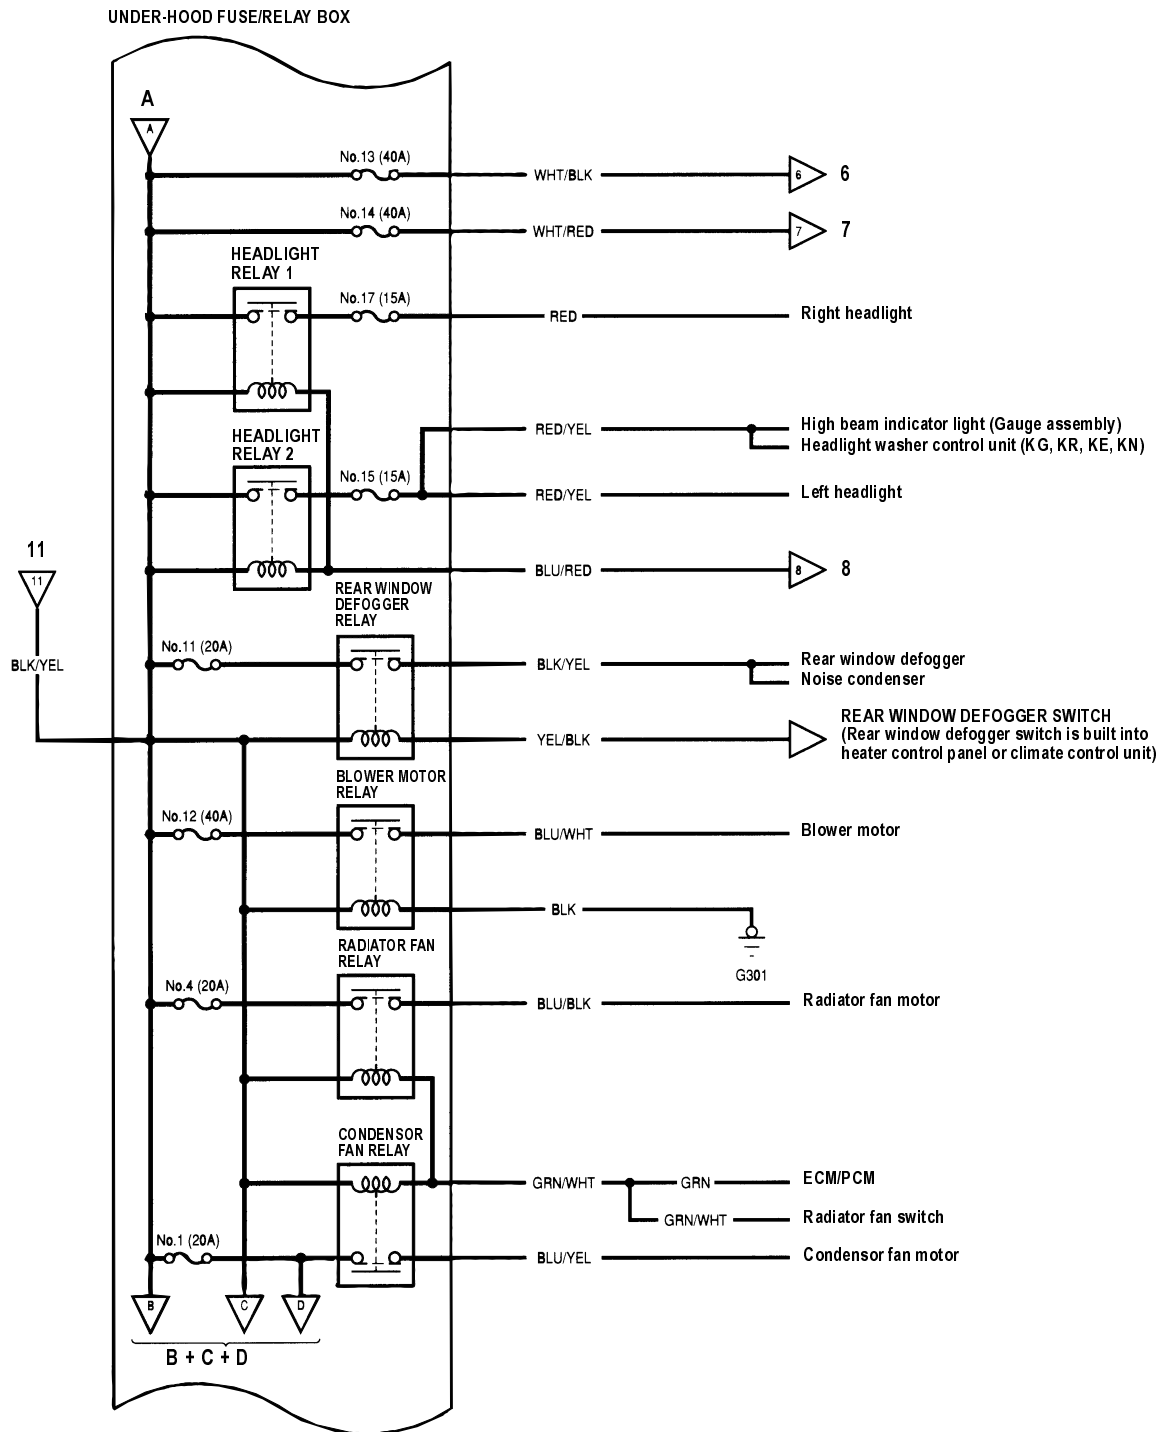 UNDER-HOOD FUSE/RELAY BOX
A
A
No.13 (40A)
WHT/BLK
6
6
No.14 (40A)
WHT/RED
7
7
HEADLIGHT
RELAY 1
No.17 (15A)
RED
Right headlight
RED/YEL
High beam indicator light (Gauge assembly)
Headlight washer control unit (KG, KR, KE, KN)
HEADLIGHT
RELAY 2
No.15 (15A)
RED/YEL
Left headlight
11
11
BLU/RED
8
8
REAR WINDOW
DEFOGGER
RELAY
No.11 (20A)
BLK/YEL
BLK/YEL
Rear window defogger
Noise condenser
YEL/BLK
REAR WINDOW DEFOGGER SWITCH
(Rear window defogger switch is built into
heater control panel or climate control unit)
BLOWER MOTOR
RELAY
No.12 (40A)
BLU/WHT
Blower motor
BLK
G301
RADIATOR FAN
RELAY
No.4 (20A)
BLU/BLK
Radiator fan motor
CONDENSOR
FAN RELAY
GRN/WHT
GRN
ECM/PCM
GRN/WHT
Radiator fan switch
No.1 (20A)
BLU/YEL
Condensor fan motor
B
C
D
B + C + D